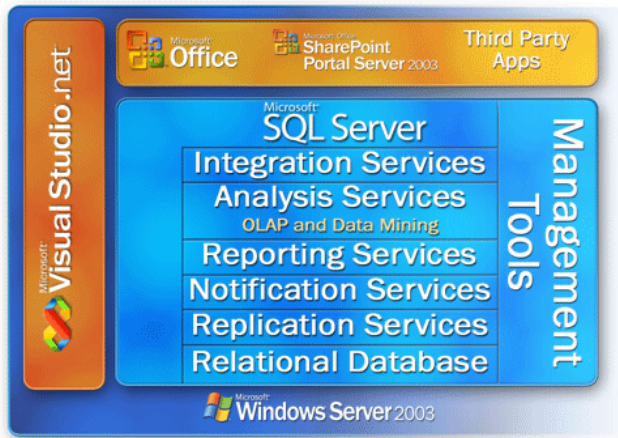 Microsoft
Visual Studio.net
Microsoft
Office
Microsoft Office
SharePoint
Portal Server 2003
Third Party
Apps
Microsoft
SQL Server
Integration Services
Analysis Services
OLAP and Data Mining
Reporting Services
Notification Services
Replication Services
Relational Database
Management
Tools
Microsoft
Windows Server 2003